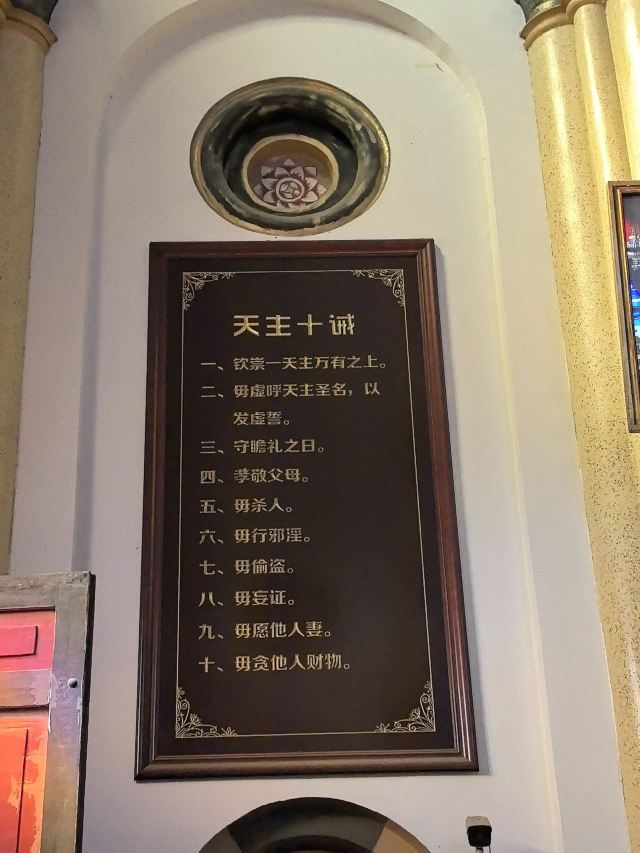 天主十诫
一、钦崇一天主万有之上。
二、毋虚呼天主圣名，以
发虚誓。
三、守瞻礼之日。
四、孝敬父母。
五、毋杀人。
六、毋行邪淫。
七、毋偷盗。
八、毋妄证。
九、毋愿他人妻。
十、毋贪他人财物。